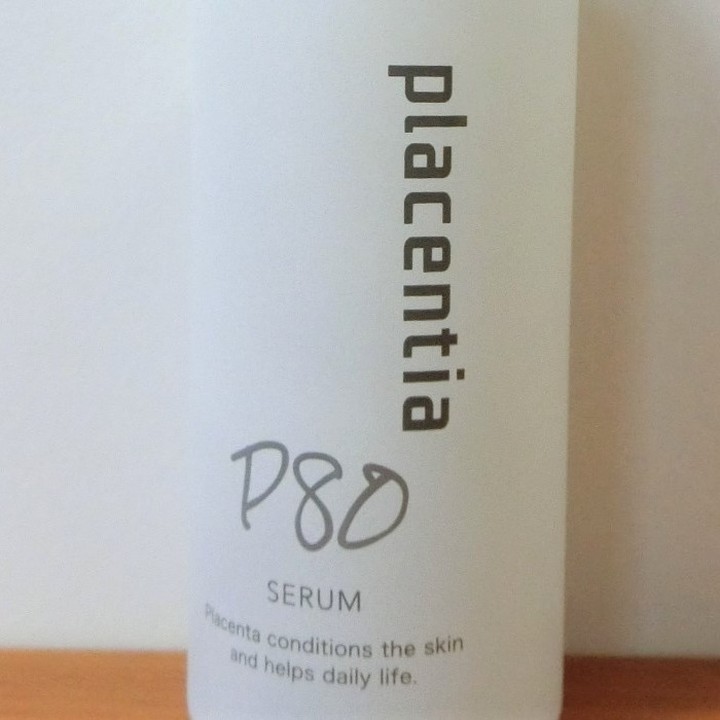 placentia
P80
SERUM
Placenta conditions the skin
and helps daily life.